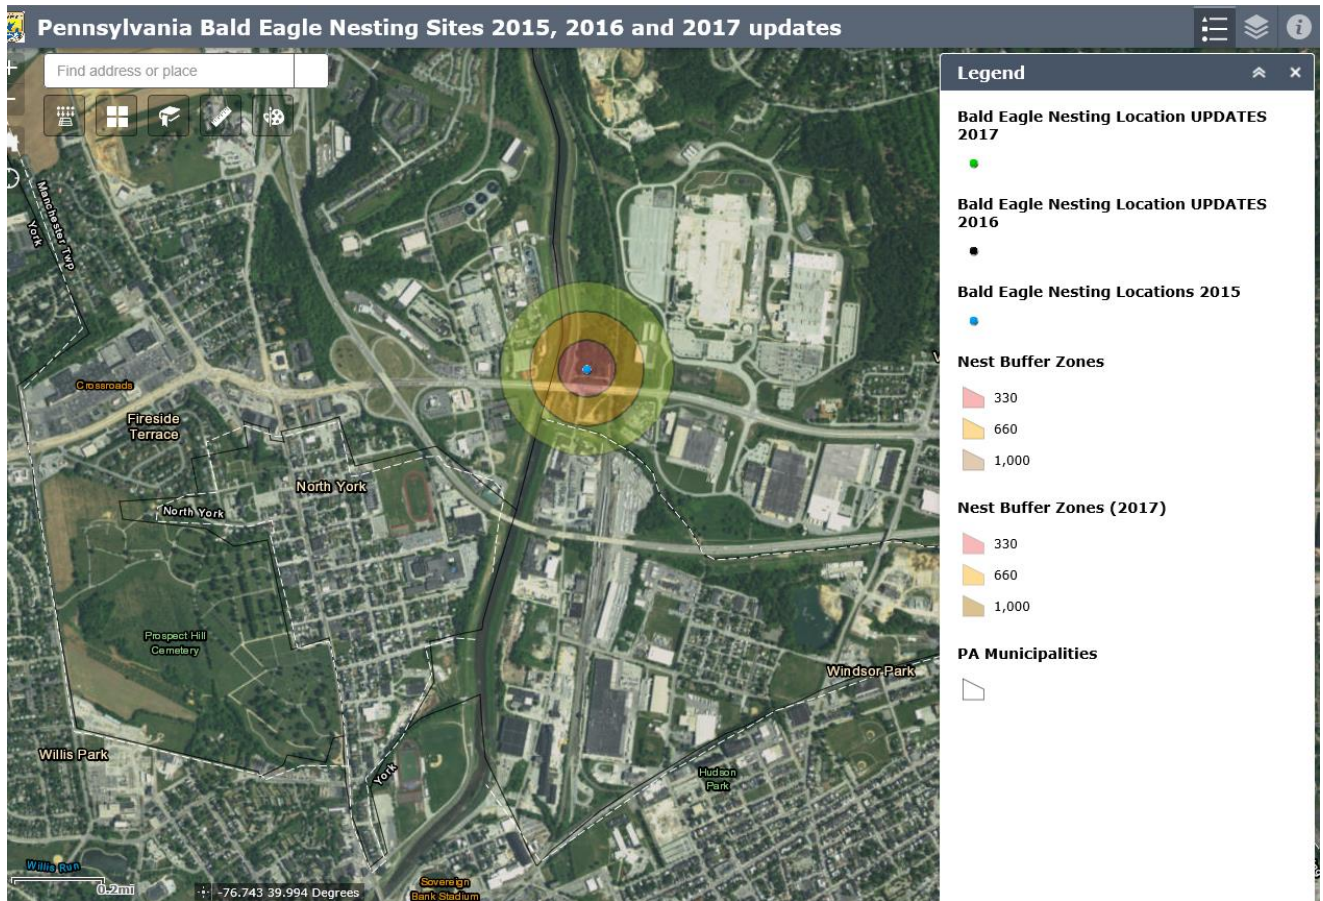 Pennsylvania Bald Eagle Nesting Sites 2015, 2016 and 2017 updates
Find address or place
Legend
Bald Eagle Nesting Location UPDATES
2017
Bald Eagle Nesting Location UPDATES
2016
Bald Eagle Nesting Locations 2015
Nest Buffer Zones
330
660
1,000
Nest Buffer Zones (2017)
330
660
1,000
PA Municipalities
Manchester Twp
York
Crossroads
Fireside
Terrace
North York
North York
Prospect Hill
Cemetery
Windsor Park
Willis Park
York
Hudson
Park
Willis Run
0.2mi
-76.743 39.994 Degrees
Sovereign
Bank Stadium